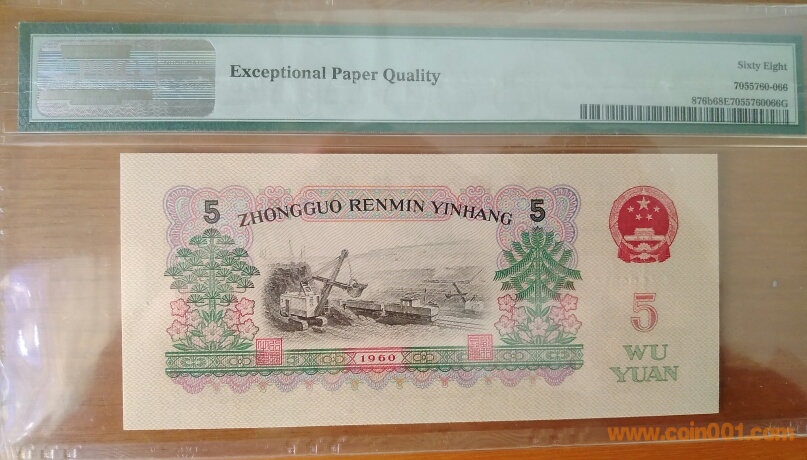 Exceptional Paper Quality
Sixty Eight
7055760-066
876b68E7055760066G
5 ZHONGGUO RENMIN YINHANG 5
5
1960
WU
YUAN
www.coin001.com